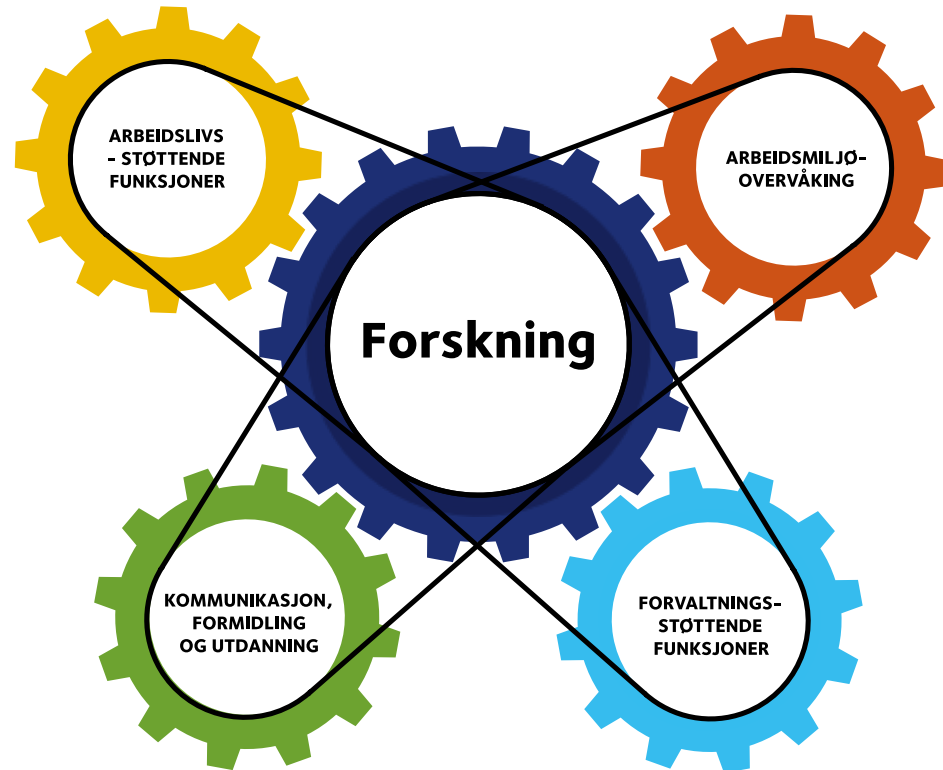 ARBEIDSLIVS
- STØTTENDE
FUNKSJONER
ARBEIDSMILJØ-
OVERVÅKING
Forskning
KOMMUNIKASJON,
FORMIDLING
OG UTDANNING
FORVALTNINGS-
STØTTENDE
FUNKSJONER